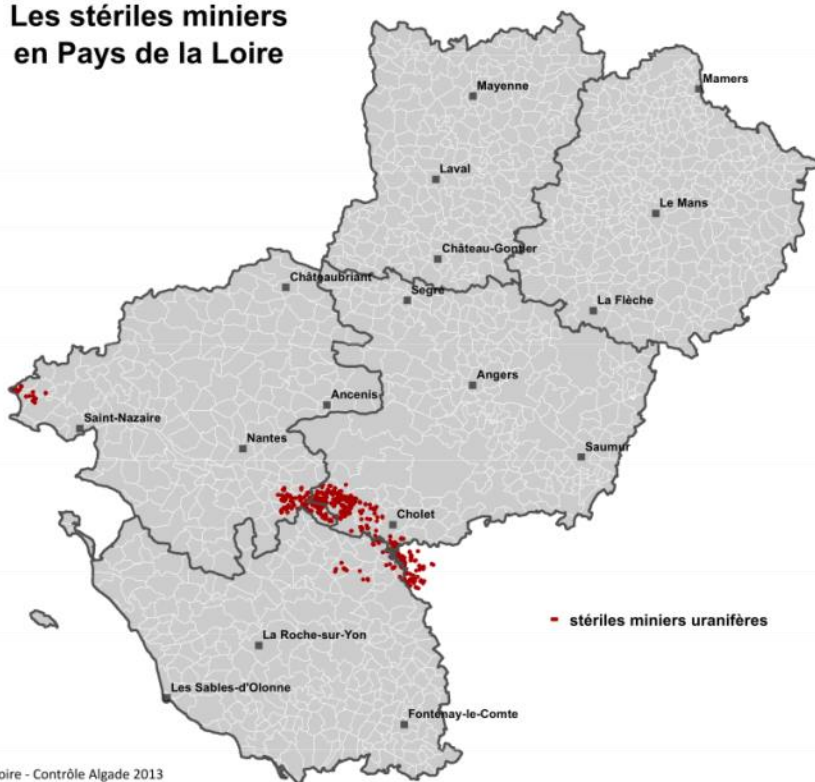 Les stériles miniers
en Pays de la Loire
Mayenne
Mamers
Laval
Le Mans
Château-Gontier
Châteaubriant
Segré
La Flèche
Angers
Ancenis
Saint-Nazaire
Nantes
Saumur
Cholet
stériles miniers uranifères
La Roche-sur-Yon
Les Sables-d'Olonne
Fontenay-le-Comte
oire - Contrôle Algade 2013